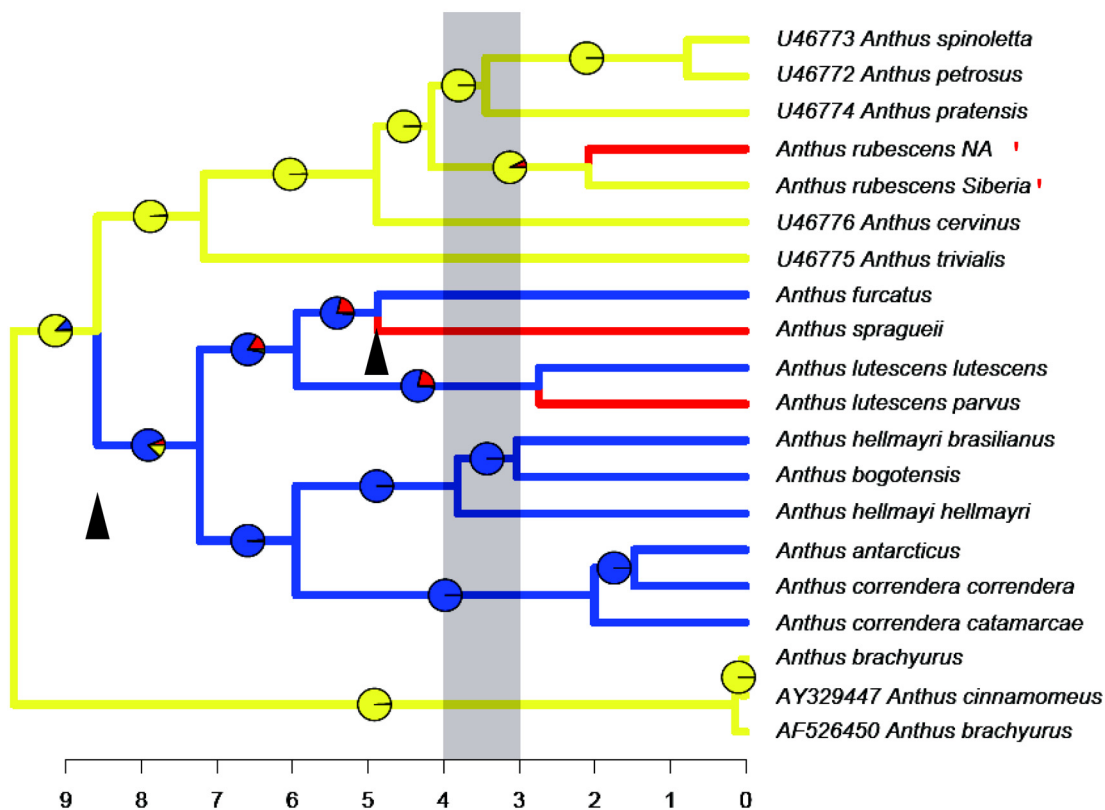 U46773 Anthus spinoletta
U46772 Anthus petrosus
U46774 Anthus pratensis
Anthus rubescens NA '
Anthus rubescens Siberia '
U46776 Anthus cervinus
U46775 Anthus trivialis
Anthus furcatus
Anthus spragueii
Anthus lutescens lutescens
Anthus lutescens parvus
Anthus hellmayri brasilianus
Anthus bogotensis
Anthus hellmayi hellmayri
Anthus antarcticus
Anthus correndera correndera
Anthus correndera catamarcae
Anthus brachyurus
AY329447 Anthus cinnamomeus
AF526450 Anthus brachyurus
9 8 7 6 5 4 3 2 1 0